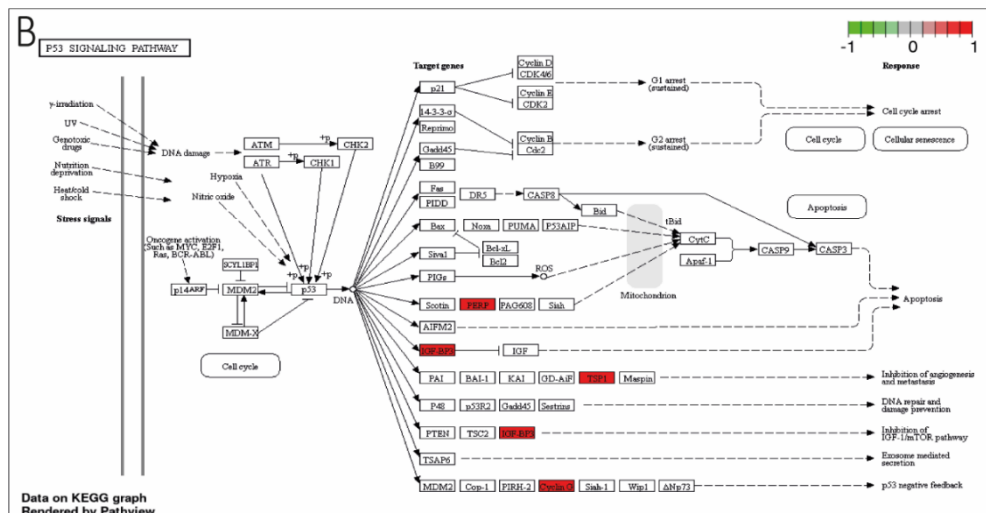 B
P53 SIGNALING PATHWAY
-1 0 1
Response
Target genes
γ-irradiation
UV
Genotoxic
drugs
Nutrition
deprivation
Heat/cold
shock
Stress signals
DNA damage
ATM
+p
CHK2
ATR
+p
CHK1
Hypoxia
Nitric oxide
Oncogene activation
(Such as MYC, E2F1,
Ras, BCR-ABL)
SCYL1BP1
+p
+p
+p
p14ARF
MDM2
p53
DNA
MDM-X
Cell cycle
p21
Cyclin D
CDK4/6
Cyclin E
CDK2
G1 arrest
(sustained)
14-3-3-σ
Reprimo
Gadd45
B99
Cyclin B
Cdc2
G2 arrest
(sustained)
Cell cycle arrest
Cell cycle
Cellular senescence
Fas
PIDD
DR5
CASP8
Bid
tBid
Apoptosis
Bax
Noxa
PUMA
P53AIP
CytC
Siva1
Bcl-xL
Bcl2
Apaf-1
CASP9
CASP3
PIGs
ROS
Mitochondrion
Scotin
PERP
PAG608
Siah
Apoptosis
AIFM2
IGF-BP3
IGF
PAI
BAI-1
KAI
GD-AiF
TSP1
Maspin
Inhibition of angiogenesis
and metastasis
P48
p53R2
Gadd45
Sestrins
DNA repair and
damage prevention
PTEN
TSC2
IGF-BP3
Inhibition of
IGF-1/mTOR pathway
TSAP6
Exosome mediated
secretion
MDM2
Cop-1
PIRH-2
Cyclin G
Siah-1
Wip1
ΔNp73
p53 negative feedback
Data on KEGG graph
Rendered by Pathview